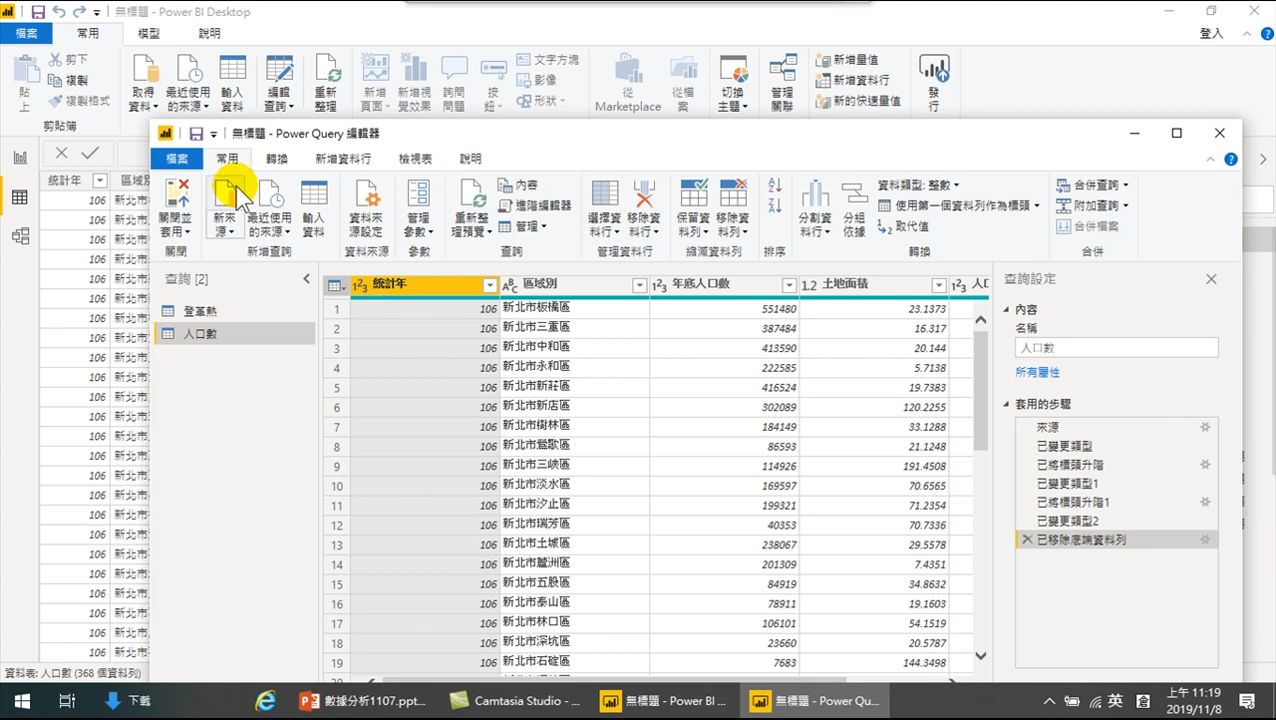 無標題 - Power BI Desktop
檔案 常用 模型 說明 登入
貼上
剪下
複製
複製格式
剪貼簿
取得資料
最近使用的來源
輸入資料
編輯查詢
重新整理
新增頁面
新增視覺效果
詢問問題
按鈕
文字方塊
影像
形狀
從 Marketplace
從檔案
切換主題
管理關聯
新增量值
新增資料行
新的快速量值
發行
無標題 - Power Query 編輯器
檔案 常用 轉換 新增資料行 檢視表 說明
關閉並套用
關閉
新來源
最近使用的來源
輸入資料
新增查詢
資料來源設定
資料來源
管理參數
參數
重新整理預覽
內容
進階編輯器
管理
查詢
選擇資料行
移除資料行
管理資料行
保留資料列
移除資料列
縮減資料列
排序
分割資料行
分組依據
資料類型: 整數
使用第一個資料列作為標頭
取代值
轉換
合併查詢
附加查詢
合併檔案
合併
查詢 [2]
登革熱
人口數
統計年 區域別 年底人口數 土地面積
1 106 新北市板橋區 551480 23.1373
2 106 新北市三重區 387484 16.317
3 106 新北市中和區 413590 20.144
4 106 新北市永和區 222585 5.7138
5 106 新北市新莊區 416524 19.7383
6 106 新北市新店區 302089 120.2255
7 106 新北市樹林區 184149 33.1288
8 106 新北市鶯歌區 86593 21.1248
9 106 新北市三峽區 114926 191.4508
10 106 新北市淡水區 169597 70.6565
11 106 新北市汐止區 199321 71.2354
12 106 新北市瑞芳區 40353 70.7336
13 106 新北市土城區 238067 29.5578
14 106 新北市蘆洲區 201309 7.4351
15 106 新北市五股區 84919 34.8632
16 106 新北市泰山區 78911 19.1603
17 106 新北市林口區 106101 54.1519
18 106 新北市深坑區 23660 20.5787
19 106 新北市石碇區 7683 144.3498
查詢設定
內容
名稱
人口數
所有屬性
套用的步驟
來源
已變更類型
已將標頭升階
已變更類型1
已將標頭升階1
已變更類型2
已移除底端資料列
統計年
資料表: 人口數 (368 個資料列)
下載
數據分析1107.ppt...
Camtasia Studio - ...
無標題 - Power BI ...
無標題 - Power Qu...
英
上午 11:19
2019/11/8